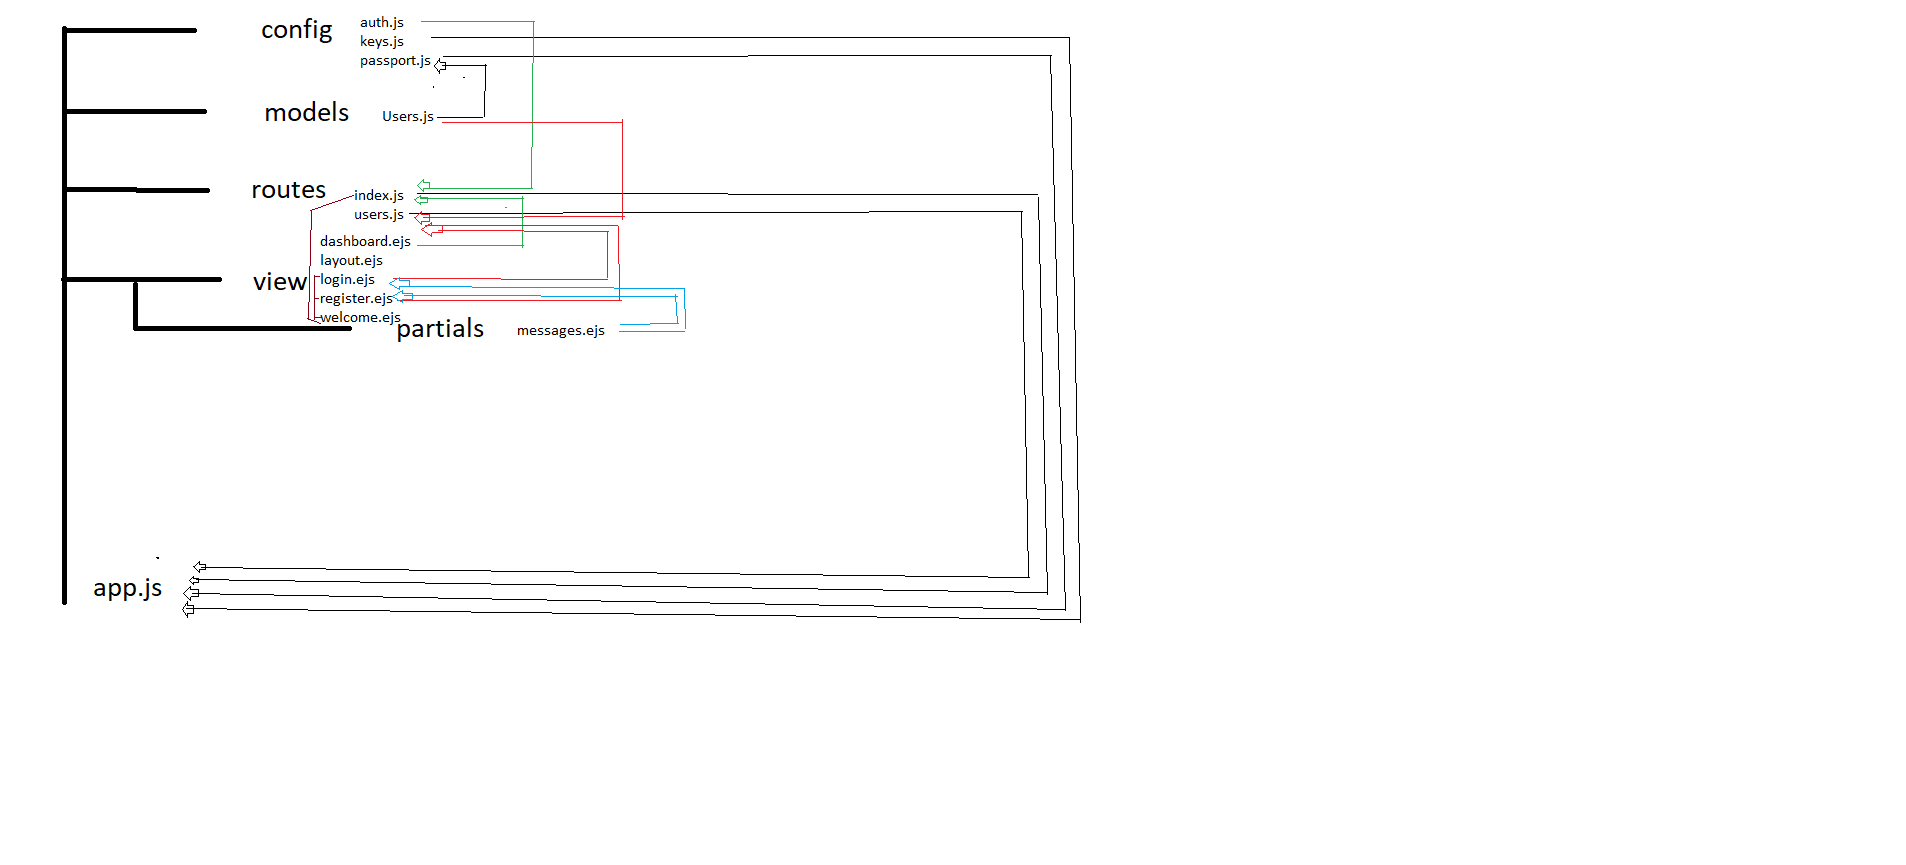 config
auth.js
keys.js
passport.js
models
Users.js
routes
index.js
users.js
view
dashboard.ejs
layout.ejs
login.ejs
register.ejs
welcome.ejs
partials
messages.ejs
app.js